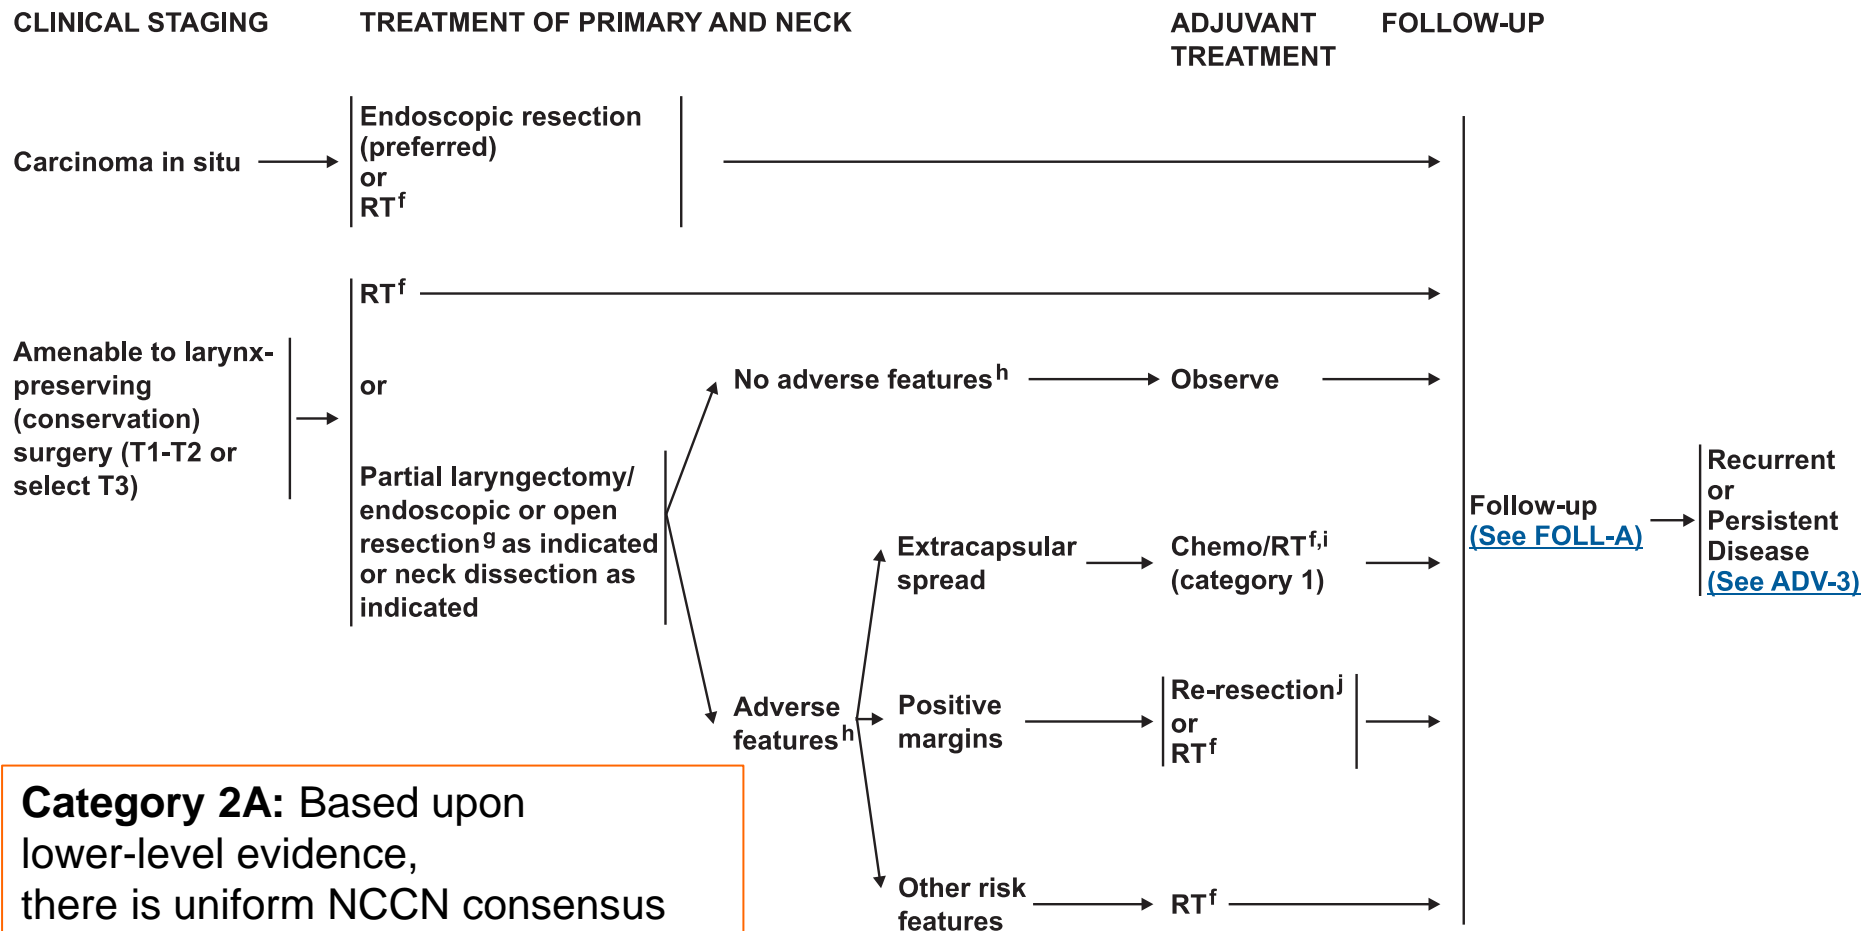 CLINICAL STAGING
TREATMENT OF PRIMARY AND NECK
ADJUVANT
TREATMENT
FOLLOW-UP
Carcinoma in situ
Endoscopic resection
(preferred)
or
RTf
Amenable to larynx-
preserving
(conservation)
surgery (T1-T2 or
select T3)
RTf
or
Partial laryngectomy/
endoscopic or open
resectiong as indicated
or neck dissection as
indicated
No adverse featuresh
Observe
Adverse
featuresh
Extracapsular
spread
Chemo/RTf,i
(category 1)
Positive
margins
Re-resectionj
or
RTf
Other risk
features
RTf
Follow-up
(See FOLL-A)
Recurrent
or
Persistent
Disease
(See ADV-3)
Category 2A: Based upon
lower-level evidence,
there is uniform NCCN consensus